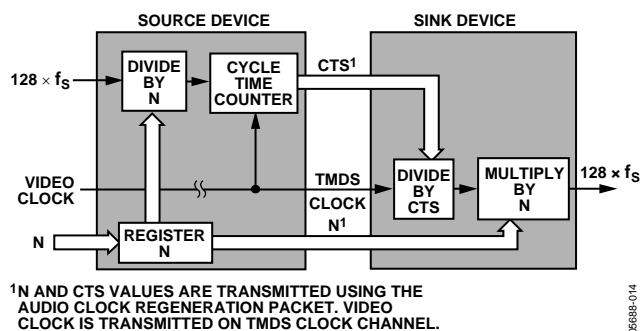 SOURCE DEVICE
SINK DEVICE
128 × fS
DIVIDE
BY
N
CYCLE
TIME
COUNTER
CTS1
VIDEO
CLOCK
TMDS
CLOCK
N1
DIVIDE
BY
CTS
MULTIPLY
BY
N
128 × fS
N
REGISTER
N
1N AND CTS VALUES ARE TRANSMITTED USING THE
AUDIO CLOCK REGENERATION PACKET. VIDEO
CLOCK IS TRANSMITTED ON TMDS CLOCK CHANNEL.